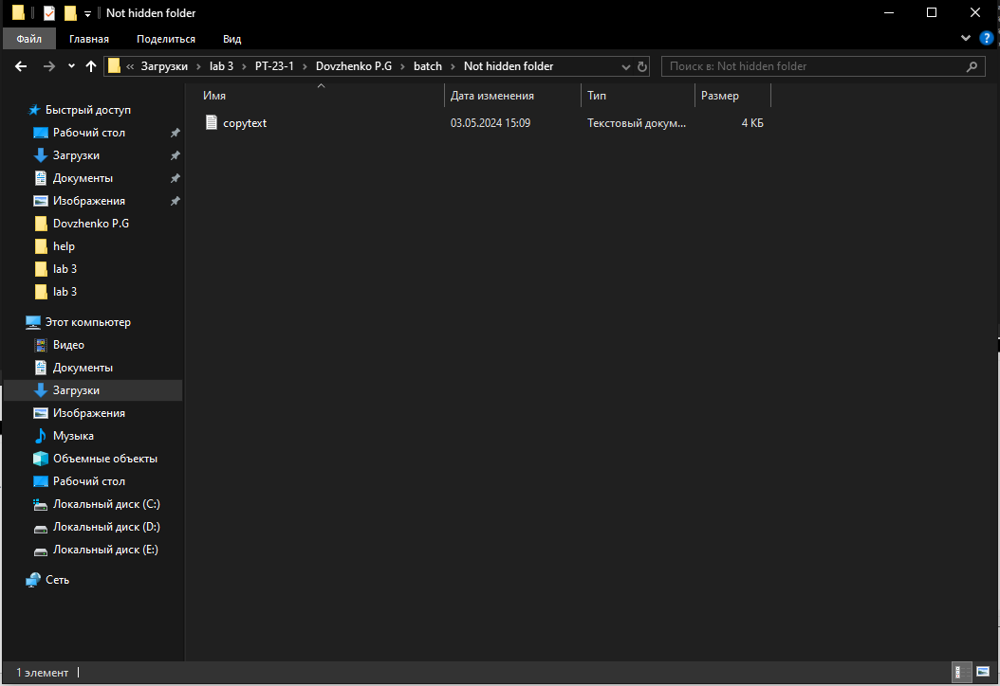 Not hidden folder
Файл Главная Поделиться Вид
« Загрузки › lab 3 › PT-23-1 › Dovzhenko P.G › batch › Not hidden folder
Поиск в: Not hidden folder
Имя Дата изменения Тип Размер
copytext 03.05.2024 15:09 Текстовый докум... 4 КБ
Быстрый доступ
Рабочий стол
Загрузки
Документы
Изображения
Dovzhenko P.G
help
lab 3
lab 3
Этот компьютер
Видео
Документы
Загрузки
Изображения
Музыка
Объемные объекты
Рабочий стол
Локальный диск (C:)
Локальный диск (D:)
Локальный диск (E:)
Сеть
1 элемент